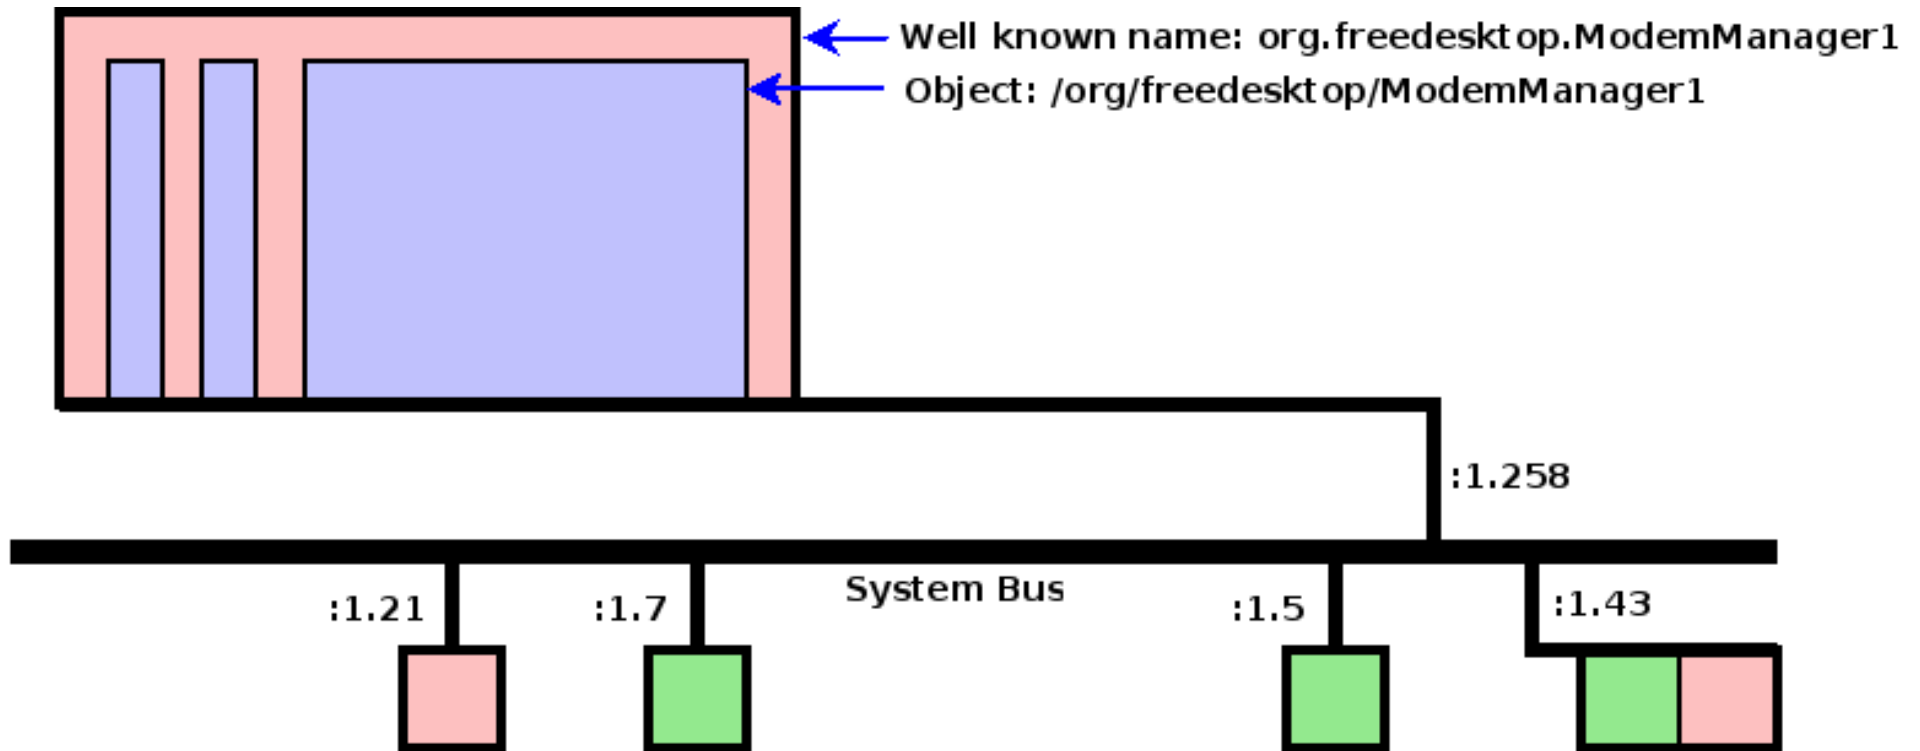 Well known name: org.freedesktop.ModemManager1
Object: /org/freedesktop/ModemManager1
:1.258
System Bus
:1.21
:1.7
:1.5
:1.43